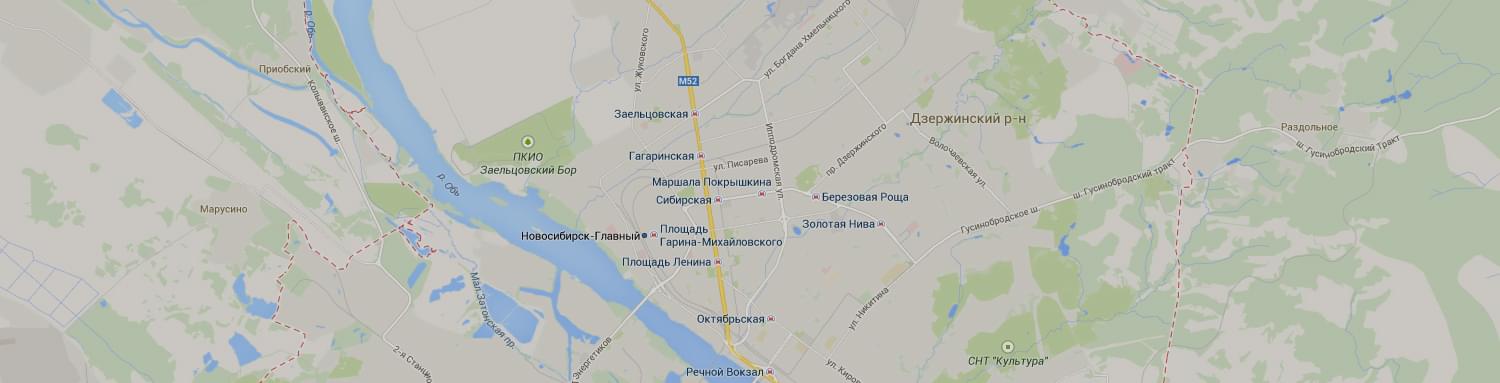 р. Обь
Приобский
Колыванское ш.
ул. Жуковского
ул. Богдана Хмельницкого
M52
Заельцовская
Дзержинский р-н
Раздольное
ш. Гусинобродский Тракт
Ипподромская ул.
пр. Дзержинского
Волочаевская ул.
ПКИО
Заельцовский Бор
Гагаринская
ул. Писарева
Маршала Покрышкина
Сибирская
Березовая Роща
р. Обь
ш. Гусинобродский тракт
Марусино
Гусинобродское ш.
Золотая Нива
Новосибирск-Главный
Площадь
Гарина-Михайловского
Площадь Ленина
Мал.Затонская пр.
ул. Никитина
Октябрьская
2-я Станцио
Энергетиков
Речной Вокзал
ул. Киров
СНТ "Культура"